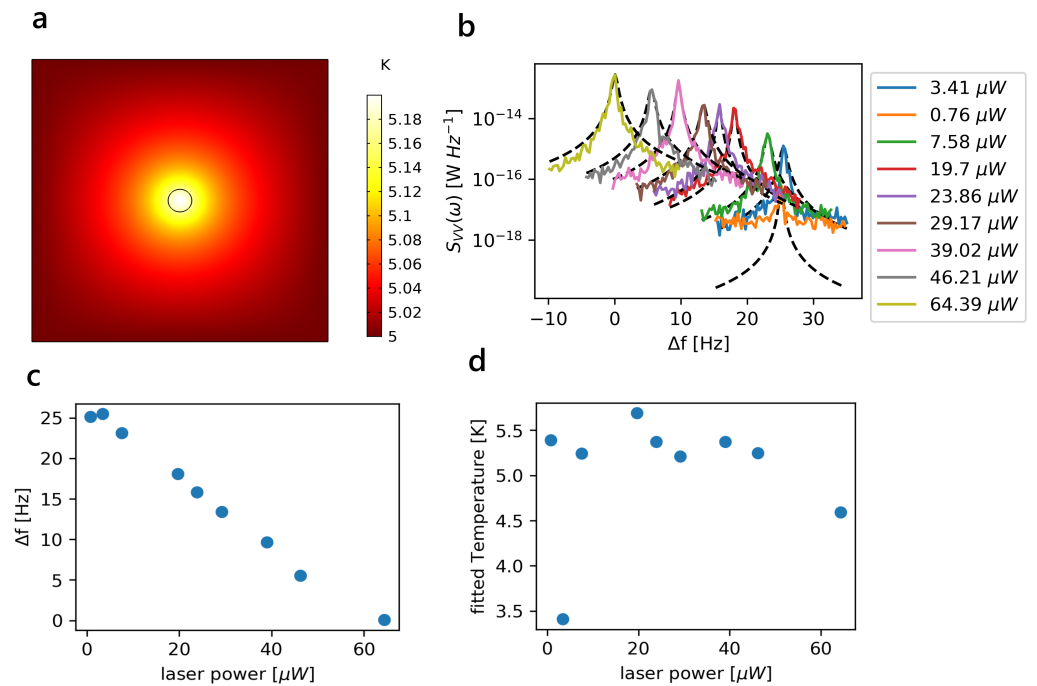 a
K
5.18
5.16
5.14
5.12
5.1
5.08
5.06
5.04
5.02
5
b
S_VV(ω) [W Hz⁻¹]
10⁻¹⁴
10⁻¹⁶
10⁻¹⁸
−10 0 10 20 30
Δf [Hz]
3.41 μW
0.76 μW
7.58 μW
19.7 μW
23.86 μW
29.17 μW
39.02 μW
46.21 μW
64.39 μW
c
Δf [Hz]
25
20
15
10
5
0
0 20 40 60
laser power [μW]
d
fitted Temperature [K]
5.5
5.0
4.5
4.0
3.5
0 20 40 60
laser power [μW]